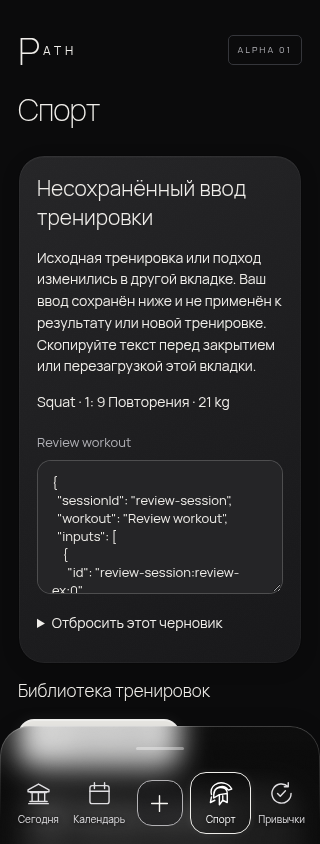 PATH
ALPHA 01
Спорт
Несохранённый ввод
тренировки
Исходная тренировка или подход
изменились в другой вкладке. Ваш
ввод сохранён ниже и не применён к
результату или новой тренировке.
Скопируйте текст перед закрытием
или перезагрузкой этой вкладки.
Squat · 1: 9 Повторения · 21 kg
Review workout
{
"sessionId": "review-session",
"workout": "Review workout",
"inputs": [
{
"id": "review-session:review-
ex:0"
Отбросить этот черновик
Библиотека тренировок
Сегодня
Календарь
Спорт
Привычки